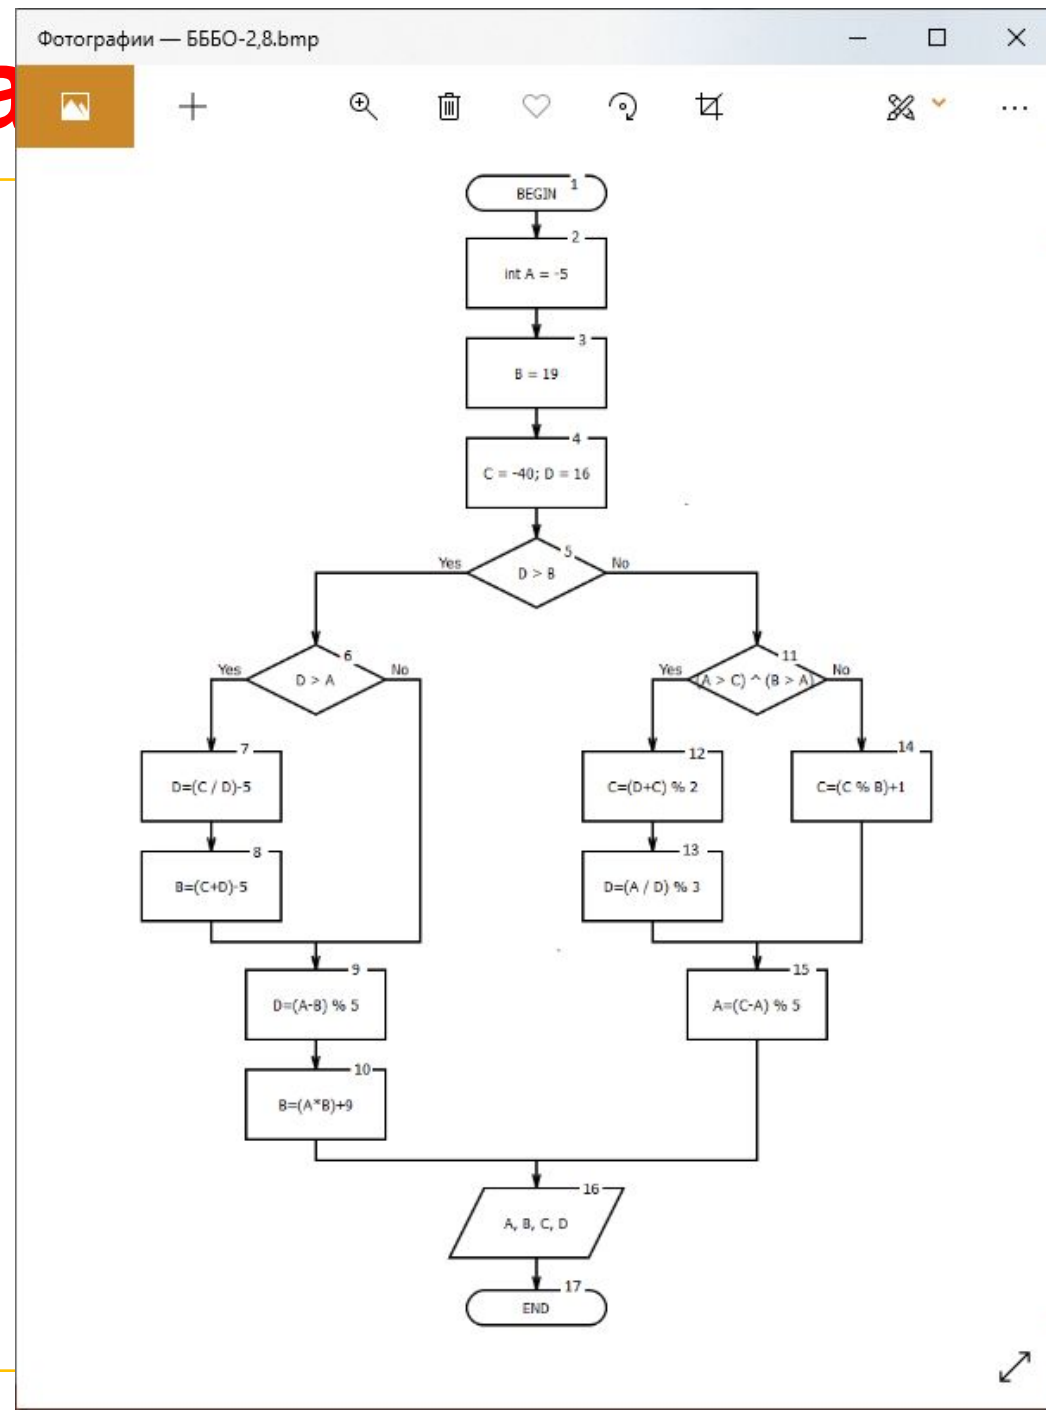 Фотографии — БББО-2,8.bmp
а
1
BEGIN
2
int A = -5
3
B = 19
4
C = -40; D = 16
5
Yes
D > B
No
6
Yes
D > A
No
11
Yes
(A > C) ^ (B > A)
No
7
D=(C / D)-5
12
C=(D+C) % 2
14
C=(C % B)+1
8
B=(C+D)-5
13
D=(A / D) % 3
9
D=(A-B) % 5
15
A=(C-A) % 5
10
B=(A*B)+9
16
A, B, C, D
17
END